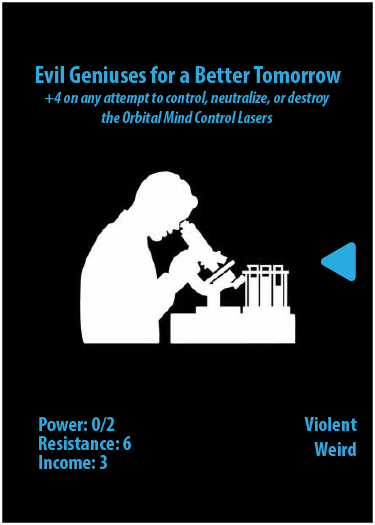 Evil Geniuses for a Better Tomorrow
+4 on any attempt to control, neutralize, or destroy
the Orbital Mind Control Lasers
Power: 0/2
Resistance: 6
Income: 3
Violent
Weird